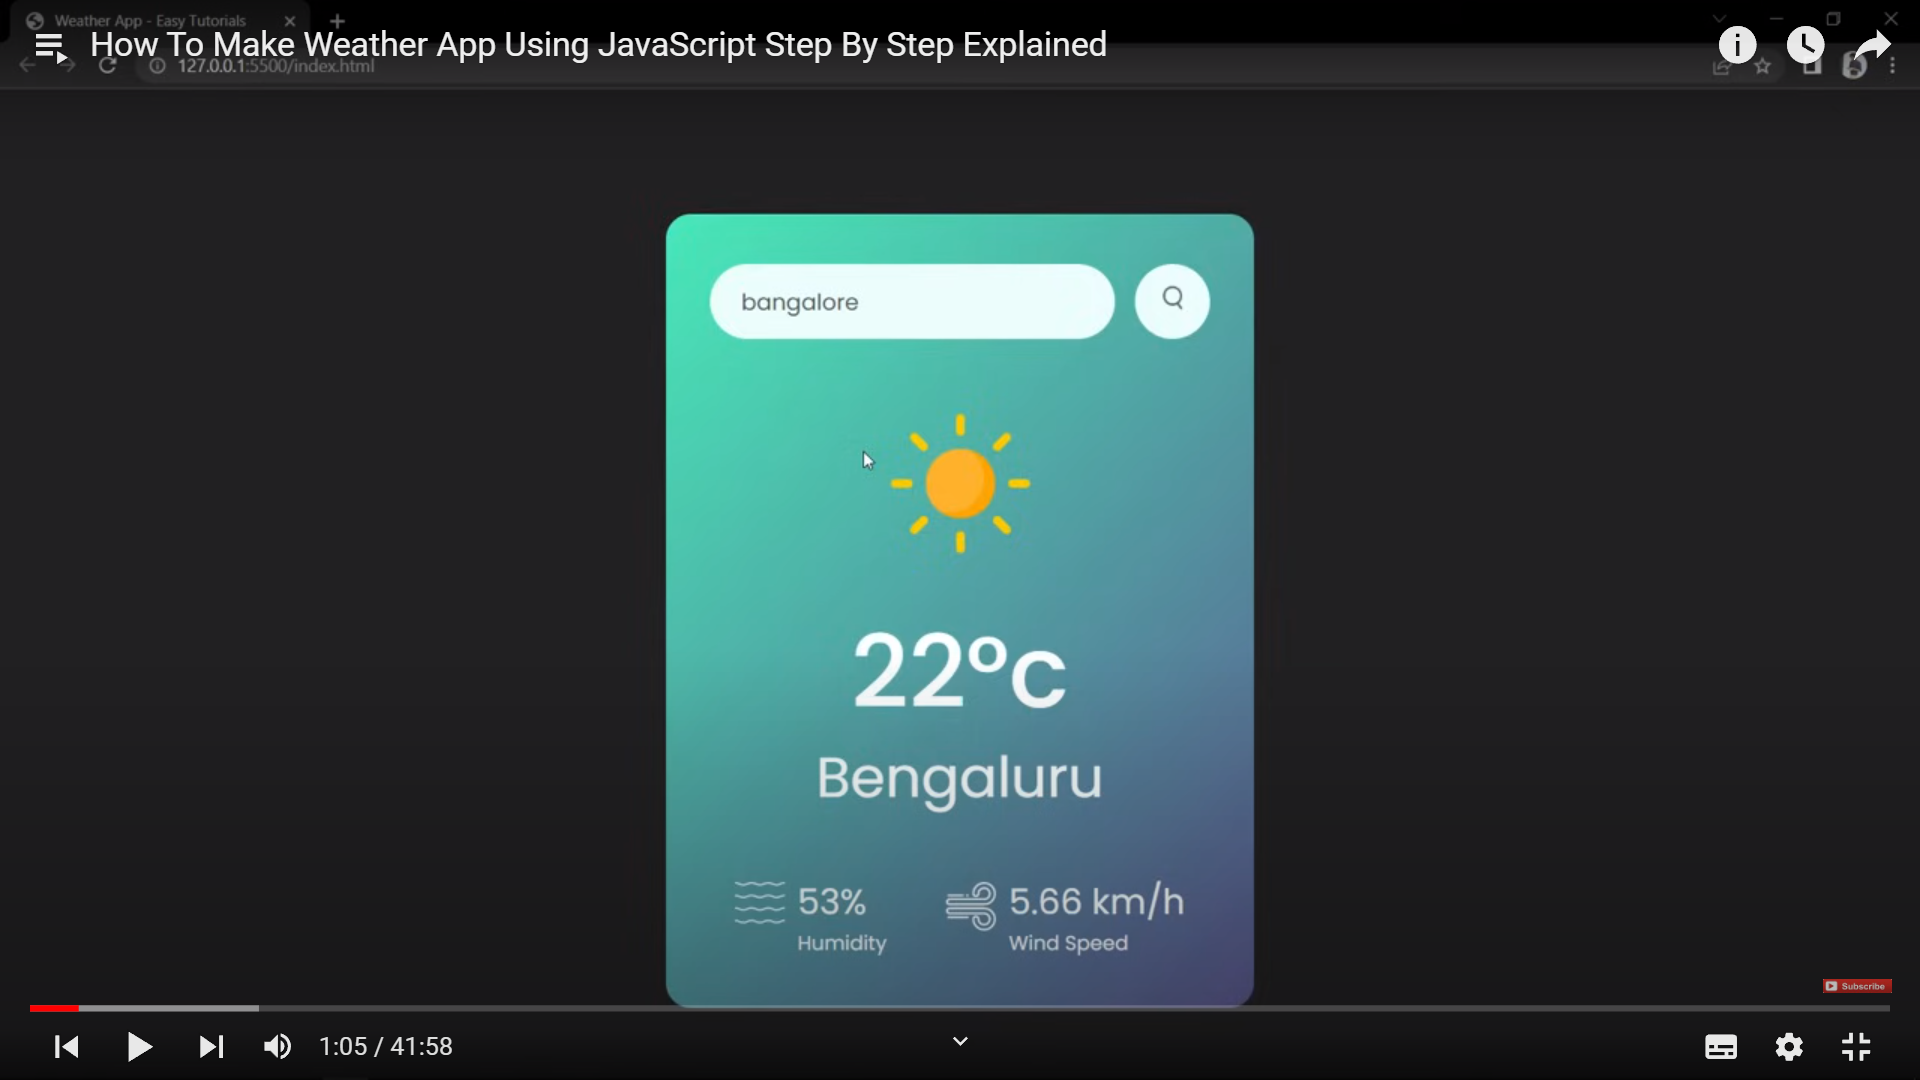 Weather App - Easy Tutorials
How To Make Weather App Using JavaScript Step By Step Explained
127.0.0.1:5500/index.html
bangalore
22°c
Bengaluru
53%
Humidity
5.66 km/h
Wind Speed
Subscribe
1:05 / 41:58